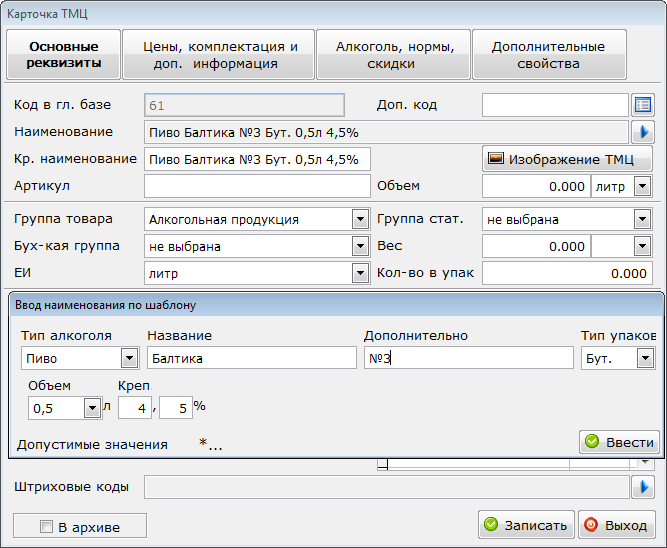 Карточка ТМЦ
Основные реквизиты
Цены, комплектация и доп. информация
Алкоголь, нормы, скидки
Дополнительные свойства
Код в гл. базе 61 Доп. код
Наименование Пиво Балтика №3 Бут. 0,5л 4,5%
Кр. наименование Пиво Балтика №3 Бут. 0,5л 4,5% Изображение ТМЦ
Артикул Объем 0.000 литр
Группа товара Алкогольная продукция Группа стат. не выбрана
Бух-кая группа не выбрана Вес 0.000
ЕИ литр Кол-во в упак 0.000
Ввод наименования по шаблону
Тип алкоголя Название Дополнительно Тип упаков
Пиво Балтика №3 Бут.
Объем Креп.
0,5 л 4 , 5 %
Допустимые значения *... Ввести
Штриховые коды
В архиве Записать Выход